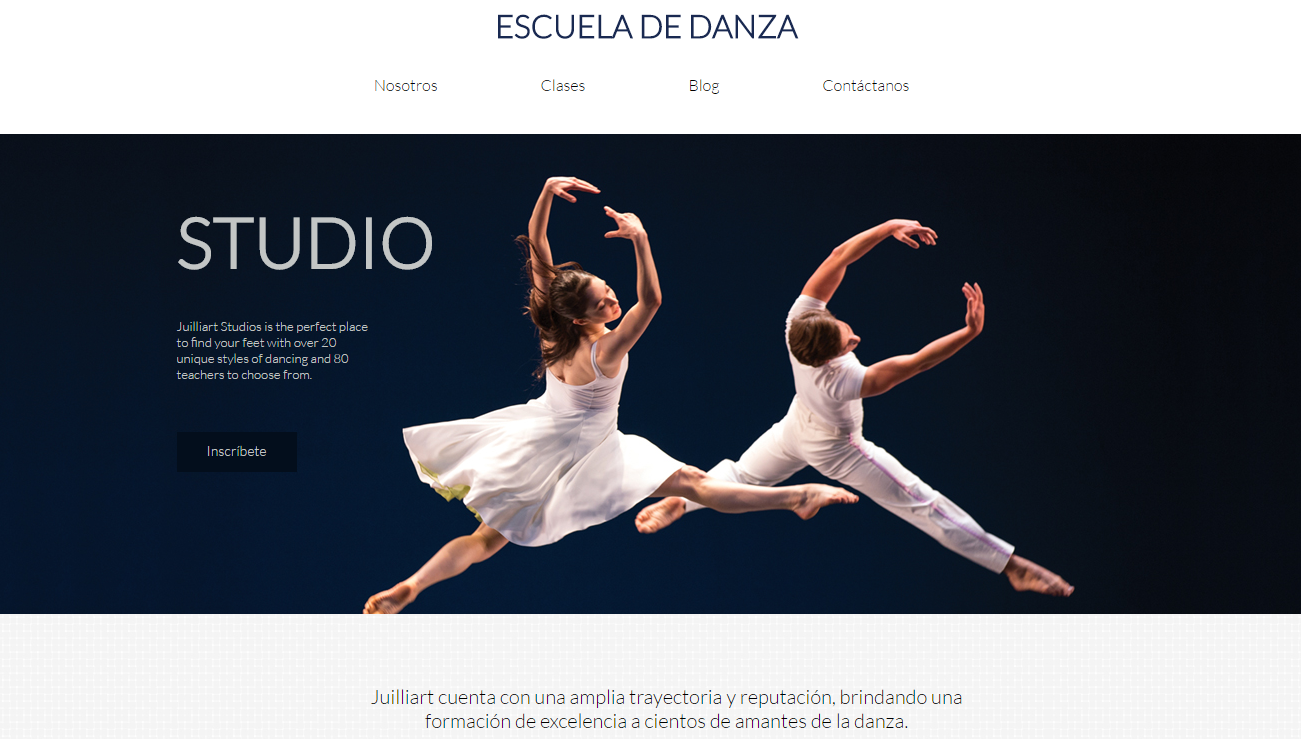 ESCUELA DE DANZA
Nosotros Clases Blog Contáctanos
STUDIO
Juilliart Studios is the perfect place
to find your feet with over 20
unique styles of dancing and 80
teachers to choose from.
Inscríbete
Juilliart cuenta con una amplia trayectoria y reputación, brindando una
formación de excelencia a cientos de amantes de la danza.